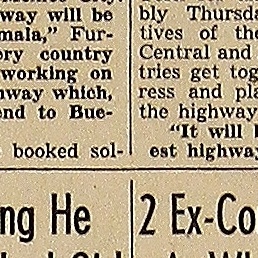 way will be
mala," Fur-
ery country
working on
hway which,
end to Bue-
booked sol-
bly Thursda
tives of the
Central and
tries get tog
ress and pla
the highway
"It will
est highway
ng He
2 Ex-Co